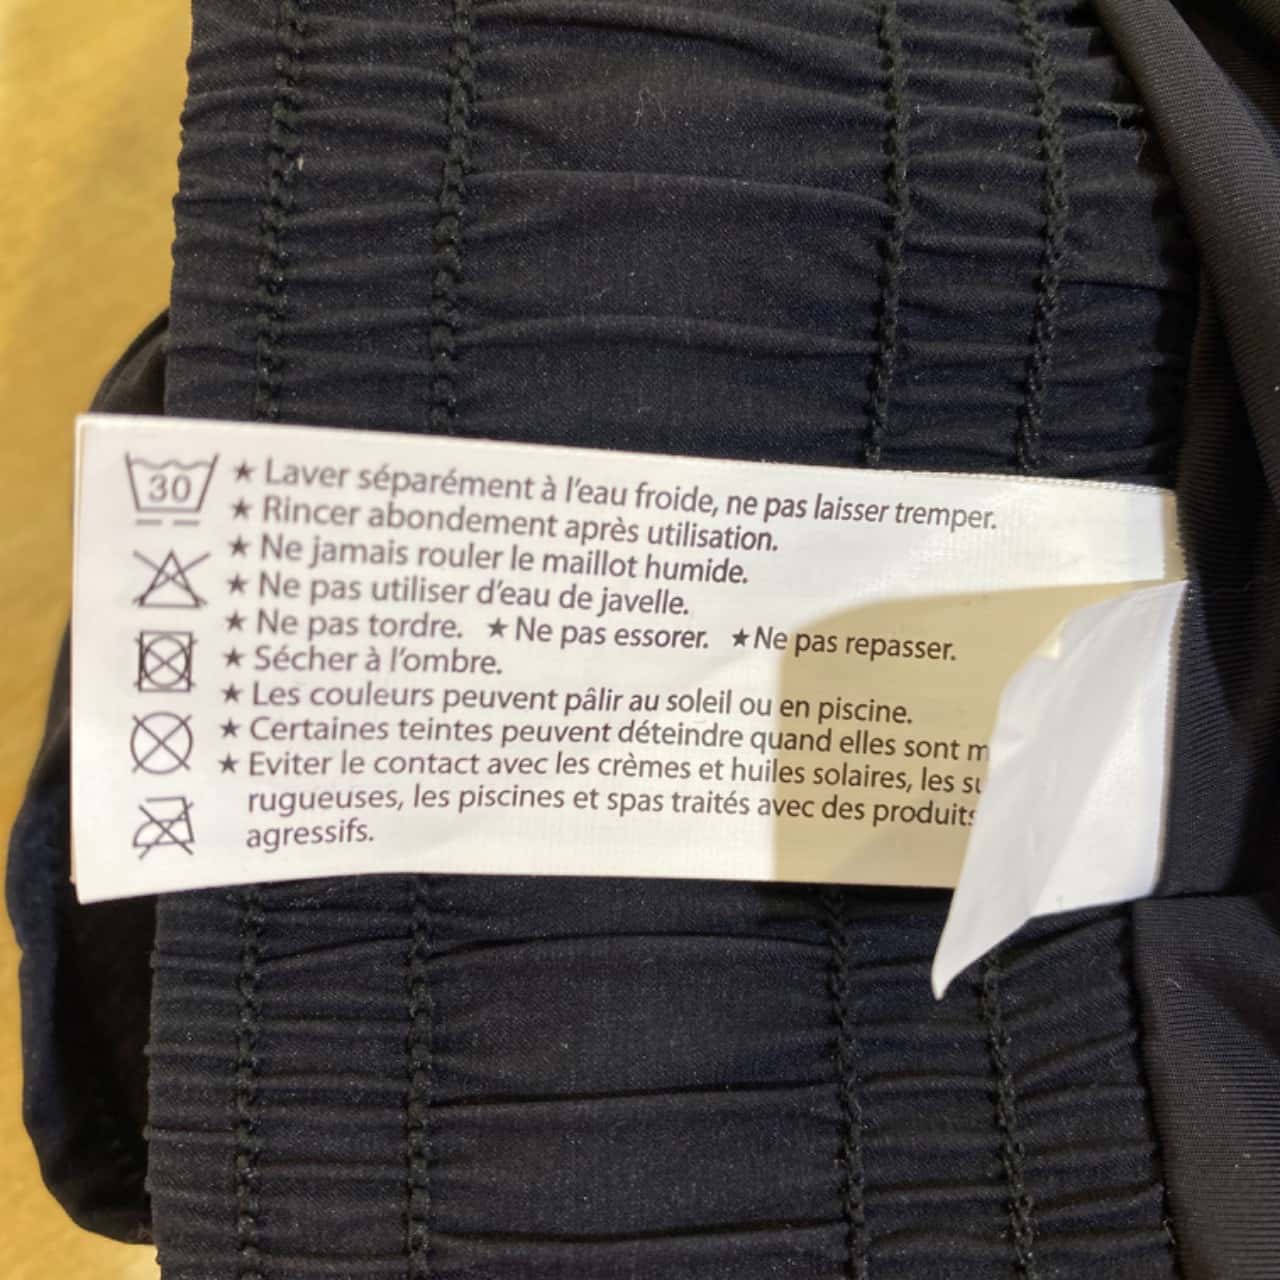 30
★ Laver séparément à l'eau froide, ne pas laisser tremper.
★ Rincer abondement après utilisation.
★ Ne jamais rouler le maillot humide.
★ Ne pas utiliser d'eau de javelle.
★ Ne pas tordre. ★ Ne pas essorer. ★ Ne pas repasser.
★ Sécher à l'ombre.
★ Les couleurs peuvent pâlir au soleil ou en piscine.
★ Certaines teintes peuvent déteindre quand elles sont
★ Eviter le contact avec les crèmes et huiles solaires, les
rugueuses, les piscines et spas traités avec des produits
agressifs.